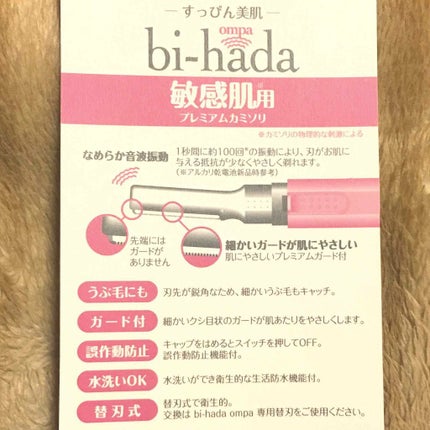 ― すっぴん美肌 ―
ompa
bi-hada
敏感肌※用
プレミアムカミソリ
※カミソリの物理的な刺激による
なめらか音波振動
1秒間に約100回※の振動により、刃がお肌に
与える抵抗が少なくやさしく剃れます。
(※アルカリ乾電池新品時参考)
先端には
ガードが
ありません
細かいガードが肌にやさしい
肌にやさしいプレミアムガード付
うぶ毛にも 刃先が鋭角なため、細かいうぶ毛もキャッチ。
ガード付 細かいクシ目状のガードが肌あたりをやさしくします。
誤作動防止 キャップをはめるとスイッチを押してOFF。
誤作動防止機能付。
水洗いOK 水洗いができ衛生的な生活防水機能付。
替刃式 替刃式で衛生的。
交換は bi-hada ompa 専用替刃をご使用ください。